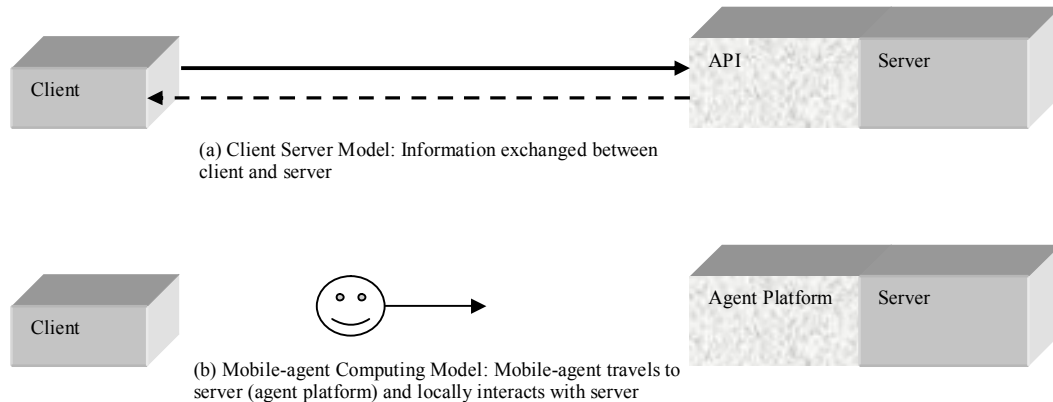 API Server
Client
(a) Client Server Model: Information exchanged between
client and server
Agent Platform Server
Client
(b) Mobile-agent Computing Model: Mobile-agent travels to
server (agent platform) and locally interacts with server